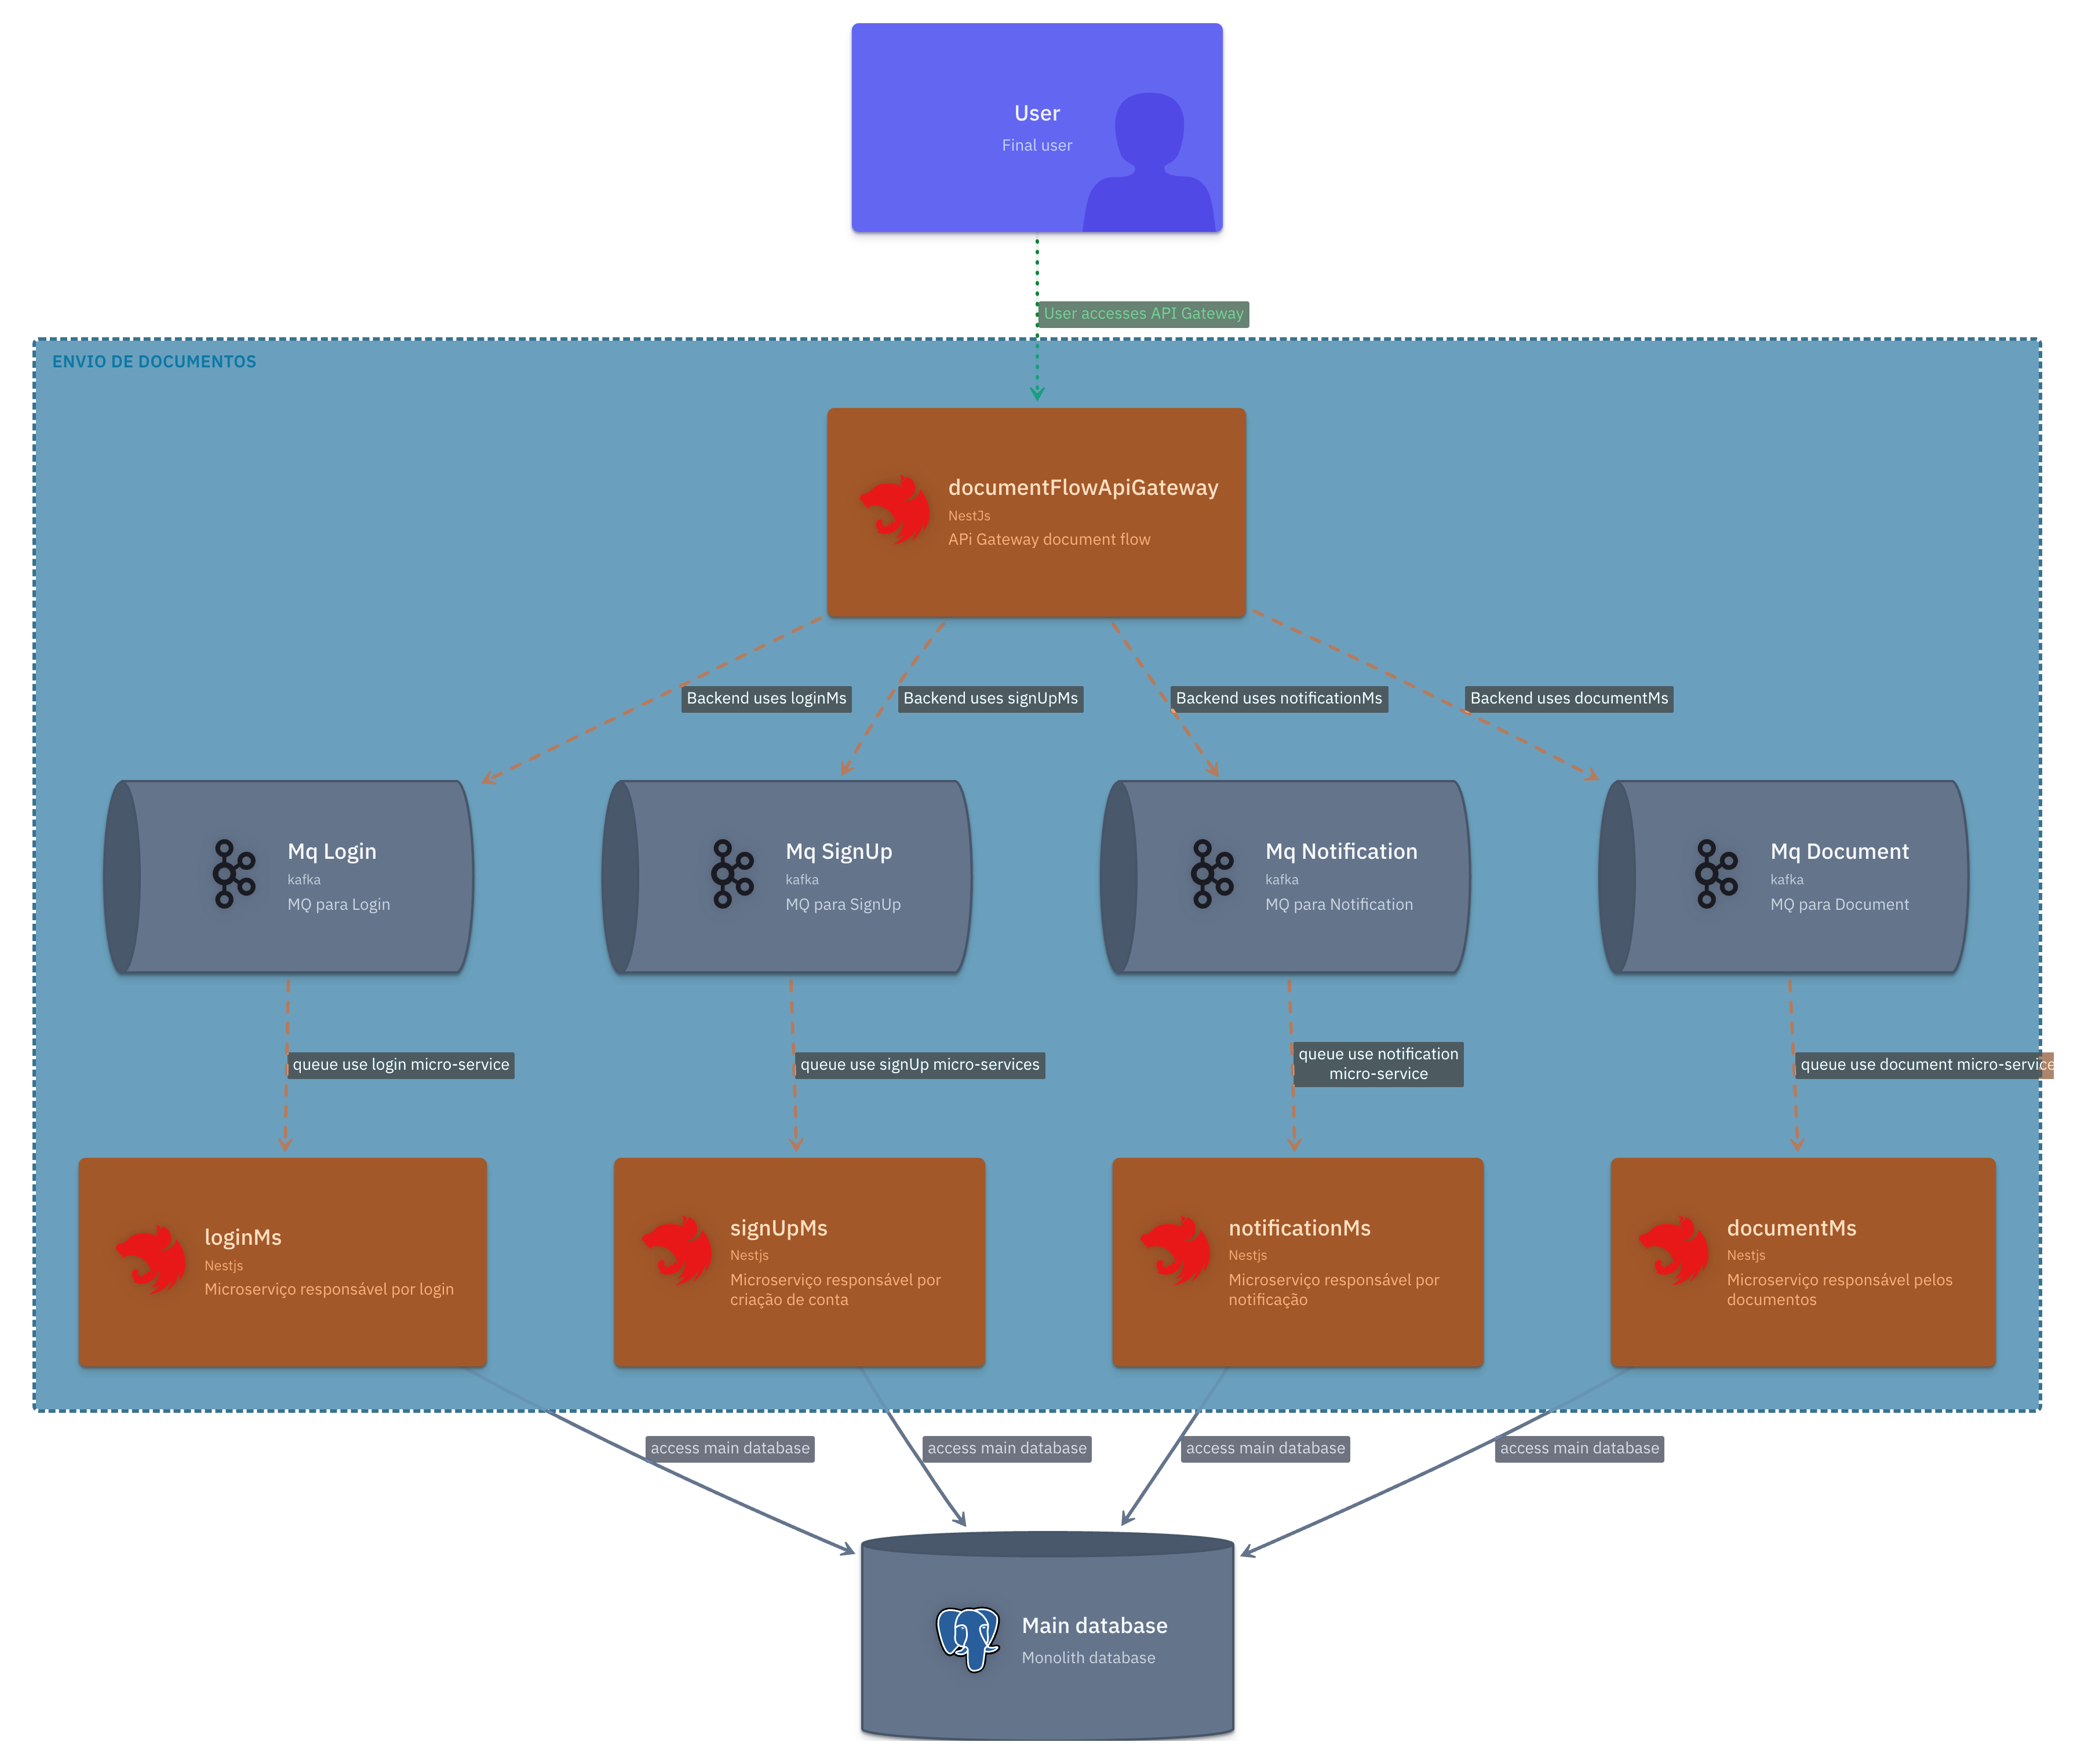 User
Final user
User accesses API Gateway
ENVIO DE DOCUMENTOS
documentFlowApiGateway
NestJs
APi Gateway document flow
Backend uses loginMs
Backend uses signUpMs
Backend uses notificationMs
Backend uses documentMs
Mq Login
kafka
MQ para Login
Mq SignUp
kafka
MQ para SignUp
Mq Notification
kafka
MQ para Notification
Mq Document
kafka
MQ para Document
queue use login micro-service
queue use signUp micro-services
queue use notification
micro-service
queue use document micro-service
loginMs
Nestjs
Microserviço responsável por login
signUpMs
Nestjs
Microserviço responsável por
criação de conta
notificationMs
Nestjs
Microserviço responsável por
notificação
documentMs
Nestjs
Microserviço responsável pelos
documentos
access main database
access main database
access main database
access main database
Main database
Monolith database